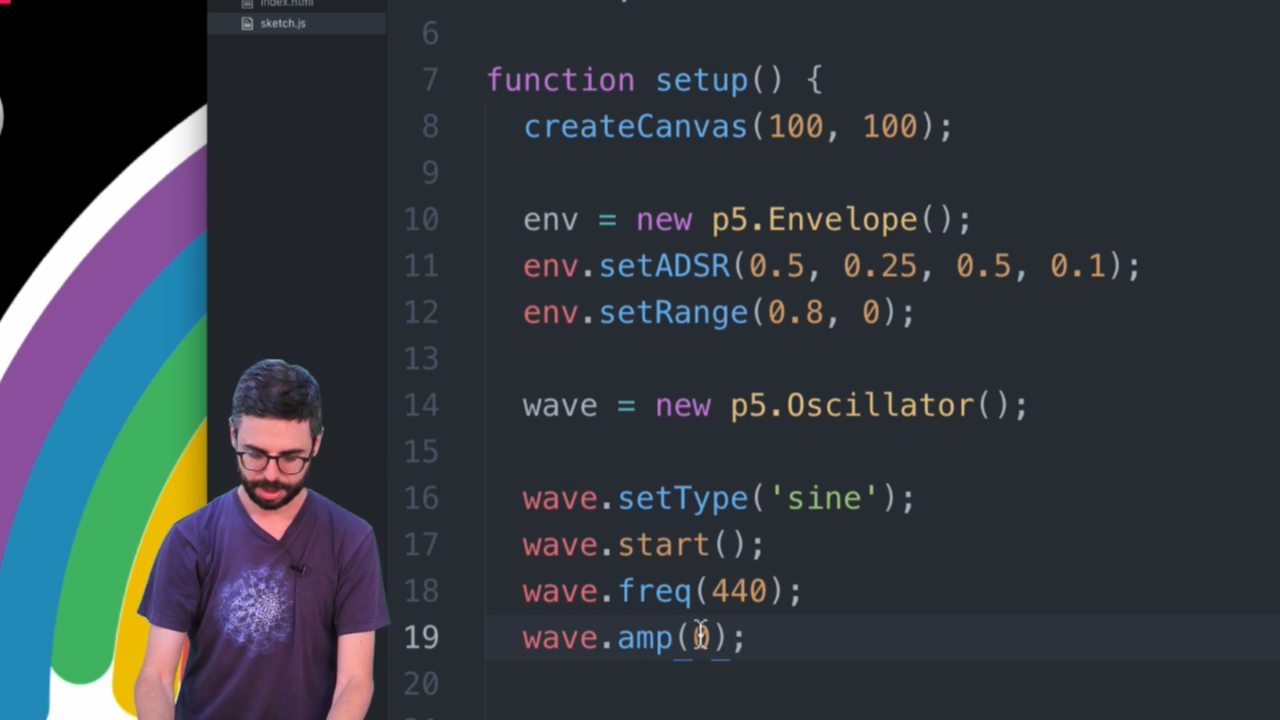 index.html
sketch.js
6
7 function setup() {
8 createCanvas(100, 100);
9
10 env = new p5.Envelope();
11 env.setADSR(0.5, 0.25, 0.5, 0.1);
12 env.setRange(0.8, 0);
13
14 wave = new p5.Oscillator();
15
16 wave.setType('sine');
17 wave.start();
18 wave.freq(440);
19 wave.amp(0);
20